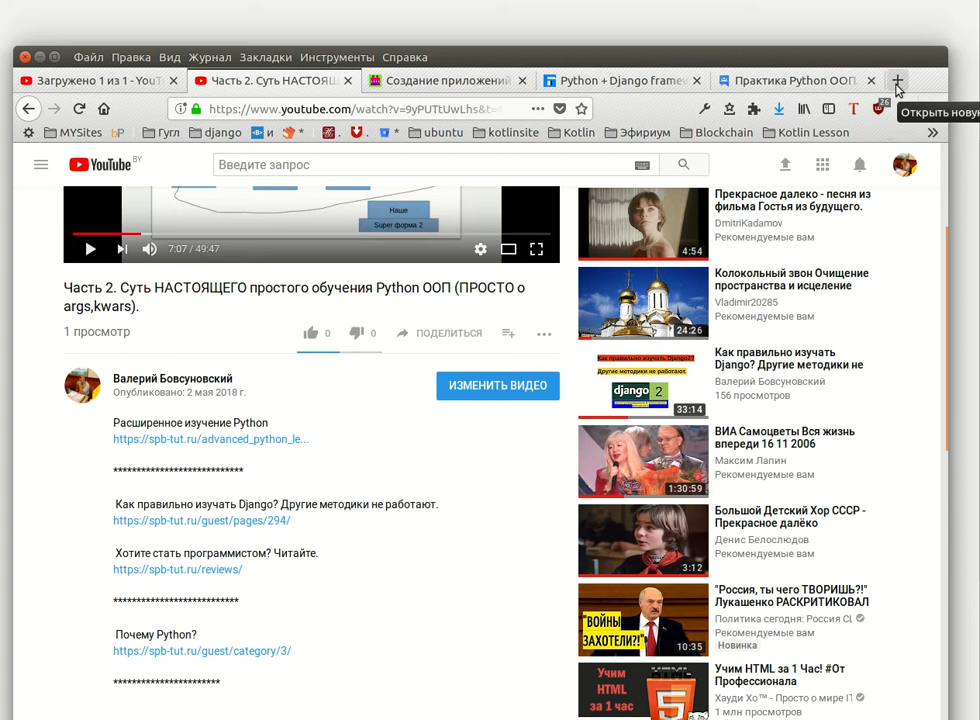 Файл Правка Вид Журнал Закладки Инструменты Справка
Загружено 1 из 1 - YouT
Часть 2. Суть НАСТОЯЩ
Создание приложений
Python + Django framew
Практика Python ООП.
https://www.youtube.com/watch?v=9yPUTtUwLhs&t=
26
Открыть новую
MYSites
Гугл
django
и
ubuntu
kotlinsite
Kotlin
Эфириум
Blockchain
Kotlin Lesson
YouTube BY
Введите запрос
Наше
Super форма 2
7:07 / 49:47
Часть 2. Суть НАСТОЯЩЕГО простого обучения Python ООП (ПРОСТО о
args,kwars).
1 просмотр
0
0
ПОДЕЛИТЬСЯ
Валерий Бовсуновский
Опубликовано: 2 мая 2018 г.
ИЗМЕНИТЬ ВИДЕО
Расширенное изучение Python
https://spb-tut.ru/advanced_python_le...
***************************
Как правильно изучать Django? Другие методики не работают.
https://spb-tut.ru/guest/pages/294/
Хотите стать программистом? Читайте.
https://spb-tut.ru/reviews/
**************************
Почему Python?
https://spb-tut.ru/guest/category/3/
**********************
Прекрасное далеко - песня из
фильма Гостья из будущего.
DmitriKadamov
Рекомендуемые вам
4:54
Колокольный звон Очищение
пространства и исцеление
Vladimir20285
Рекомендуемые вам
24:26
Как правильно изучать Django2?
Другие методики не работают.
django 2
33:14
Как правильно изучать
Django? Другие методики не
Валерий Бовсуновский
156 просмотров
ВИА Самоцветы Вся жизнь
впереди 16 11 2006
Максим Лапин
Рекомендуемые вам
1:30:59
Большой Детский Хор СССР -
Прекрасное далёко
Денис Белослюдов
Рекомендуемые вам
3:12
"ВОЙНЫ
ЗАХОТЕЛИ?!"
10:35
"Россия, ты чего ТВОРИШЬ?!"
Лукашенко РАСКРИТИКОВАЛ
Политика сегодня: Россия
Рекомендуемые вам
Новинка
Учим
HTML
за 1 час
HTML
5
Учим HTML за 1 Час! #От
Профессионала
Хауди Хо™ - Просто о мире IT
1 млн просмотров